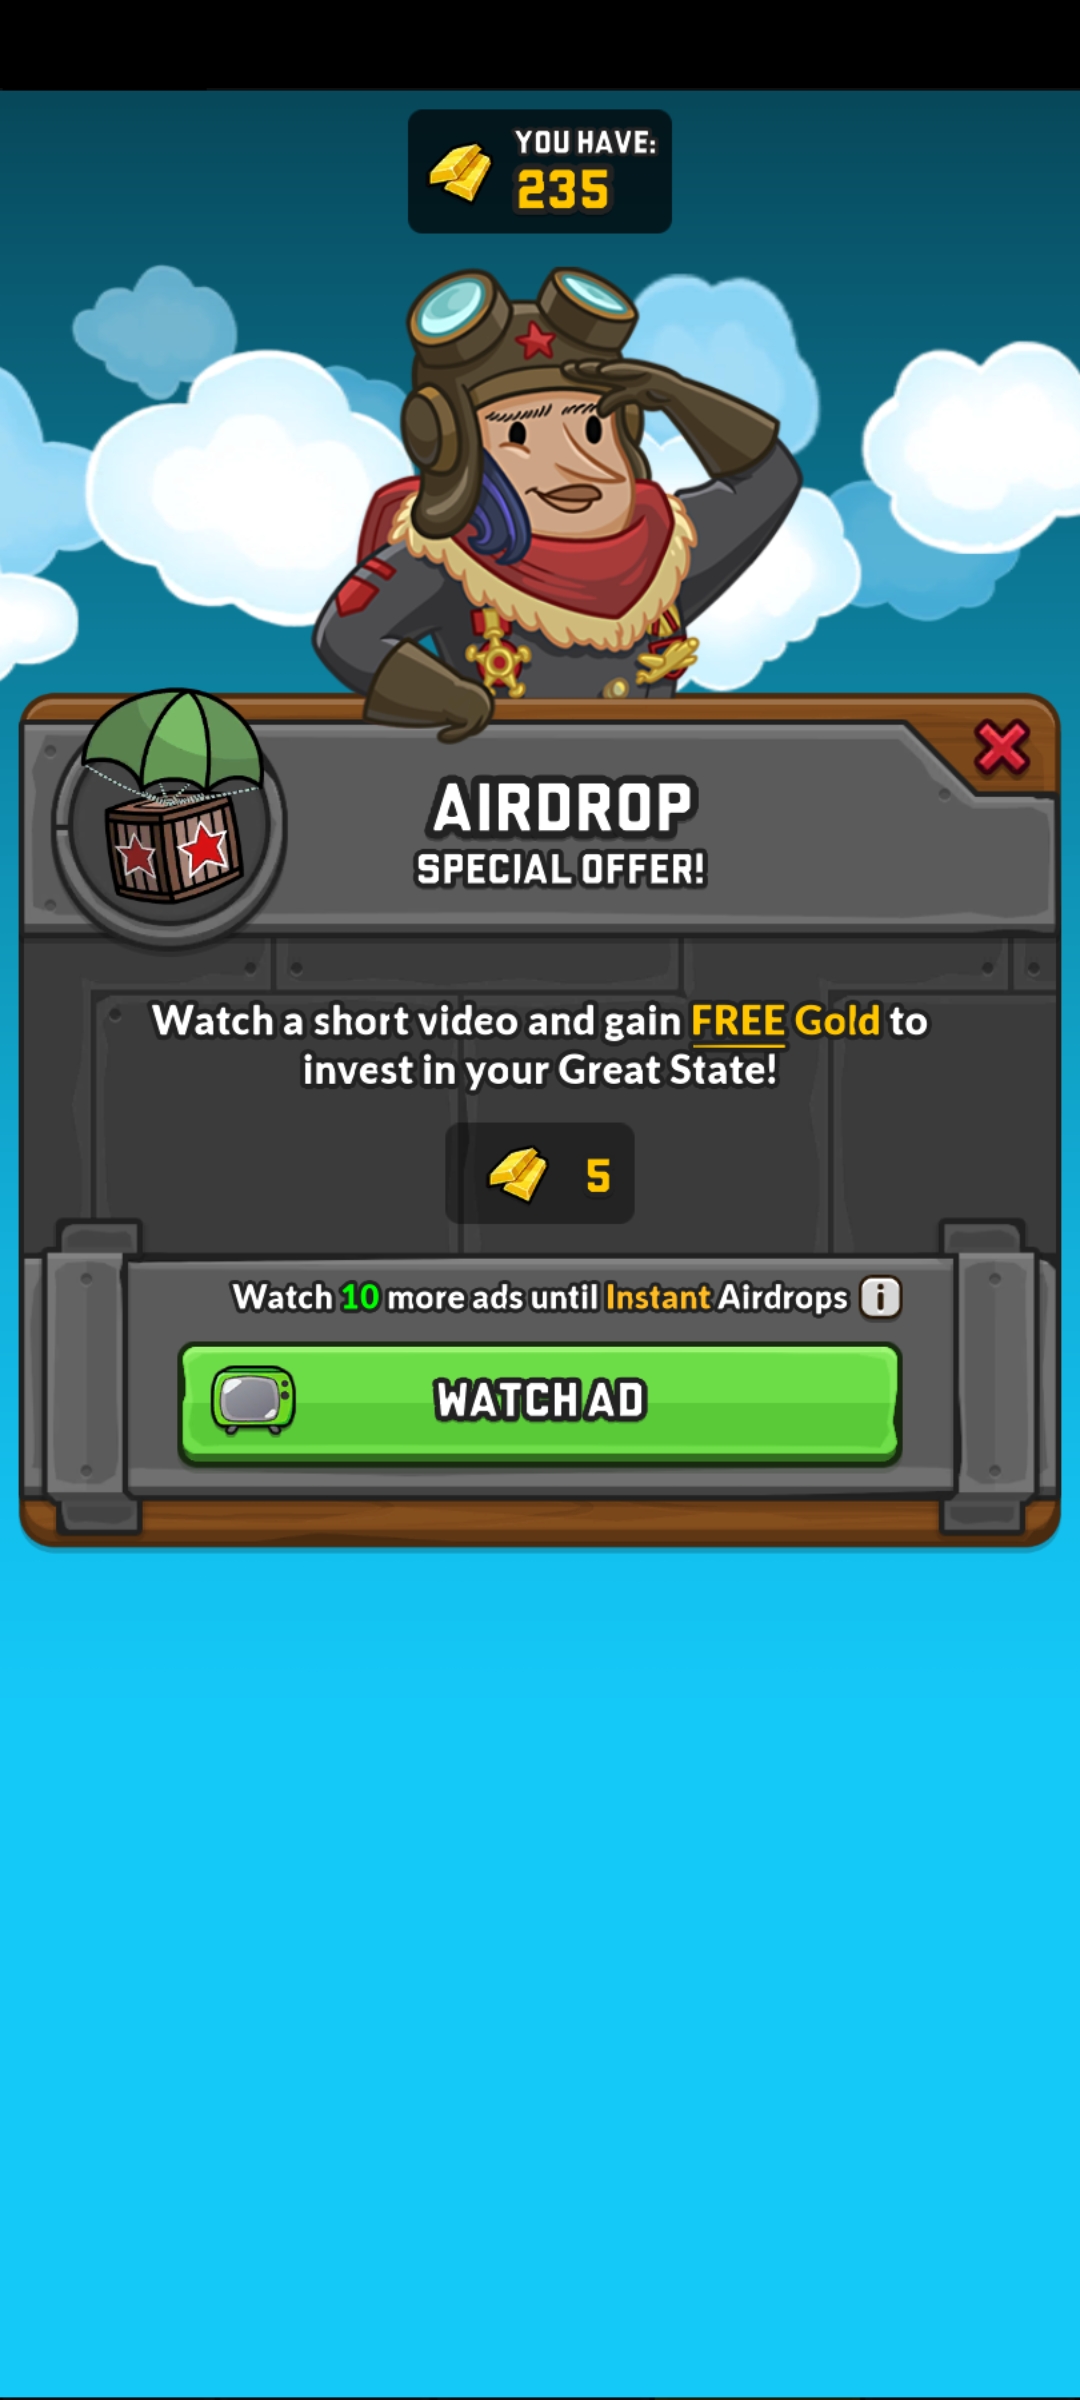 YOU HAVE:
235
AIRDROP
SPECIAL OFFER!
Watch a short video and gain FREE Gold to
invest in your Great State!
5
Watch 10 more ads until Instant Airdrops i
WATCH AD